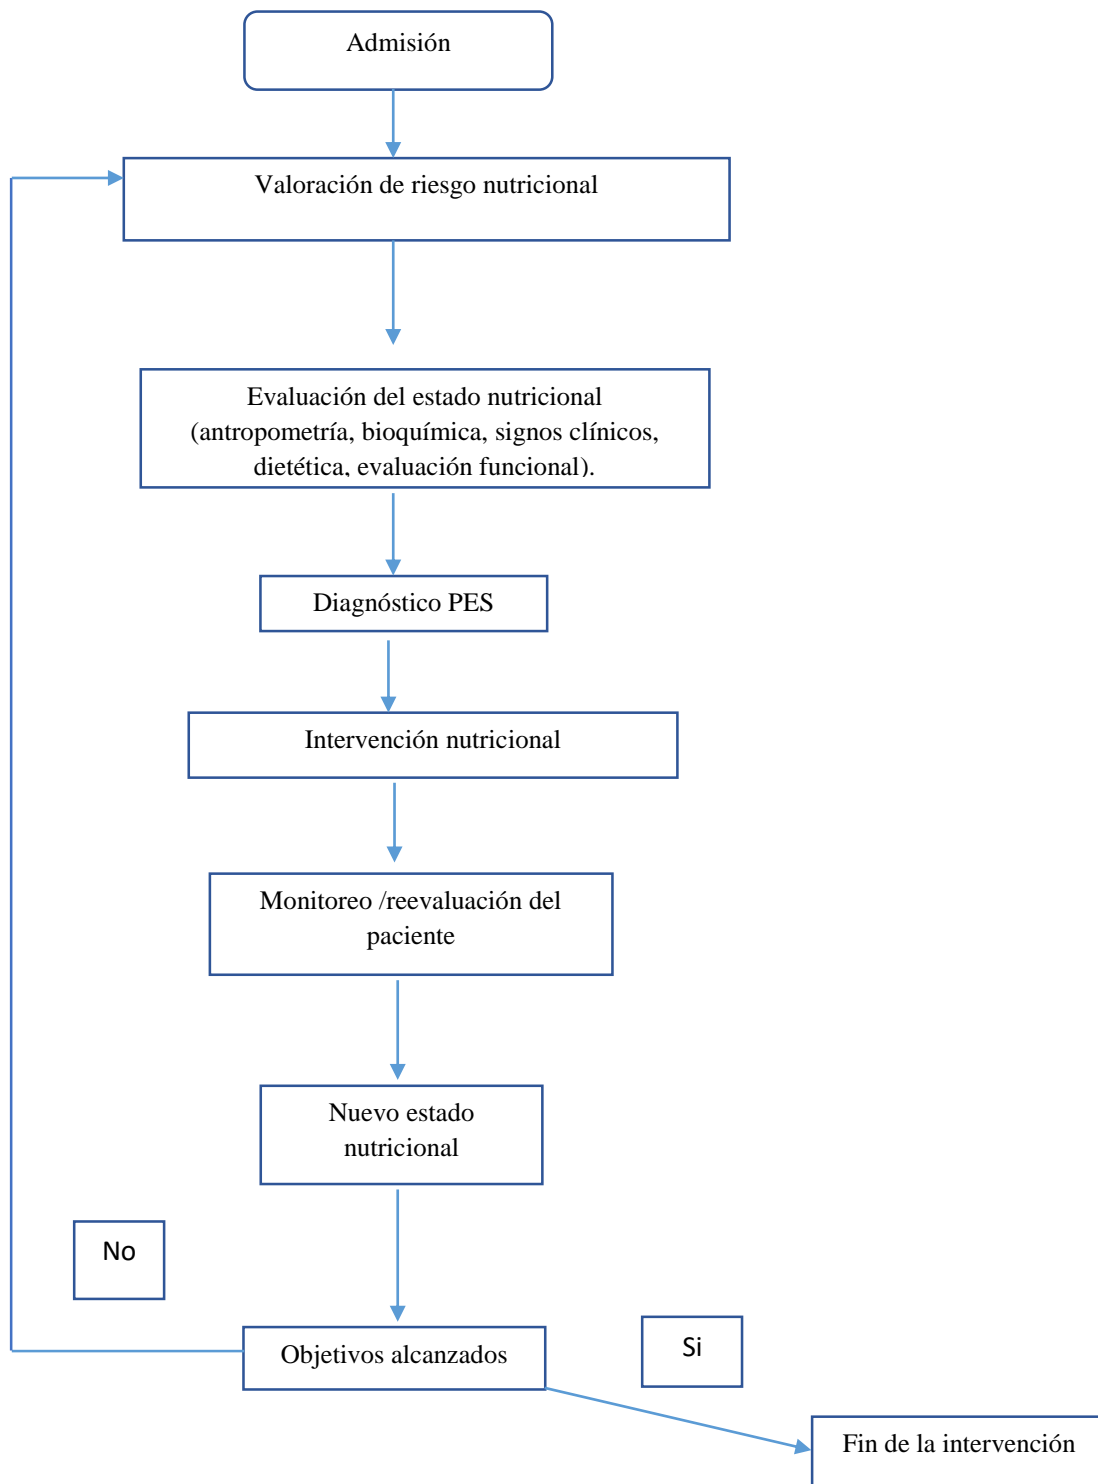 Admisión
Valoración de riesgo nutricional
Evaluación del estado nutricional
(antropometría, bioquímica, signos clínicos,
dietética, evaluación funcional).
Diagnóstico PES
Intervención nutricional
Monitoreo /reevaluación del
paciente
Nuevo estado
nutricional
No
Si
Objetivos alcanzados
Fin de la intervención